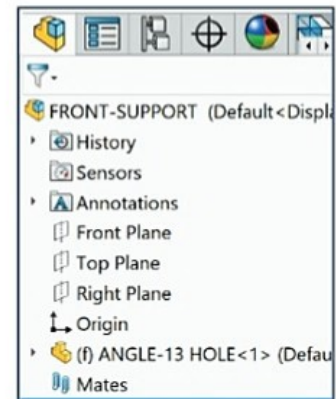 FRONT-SUPPORT (Default<Displ
History
Sensors
Annotations
Front Plane
Top Plane
Right Plane
Origin
(f) ANGLE-13 HOLE<1> (Defau
Mates